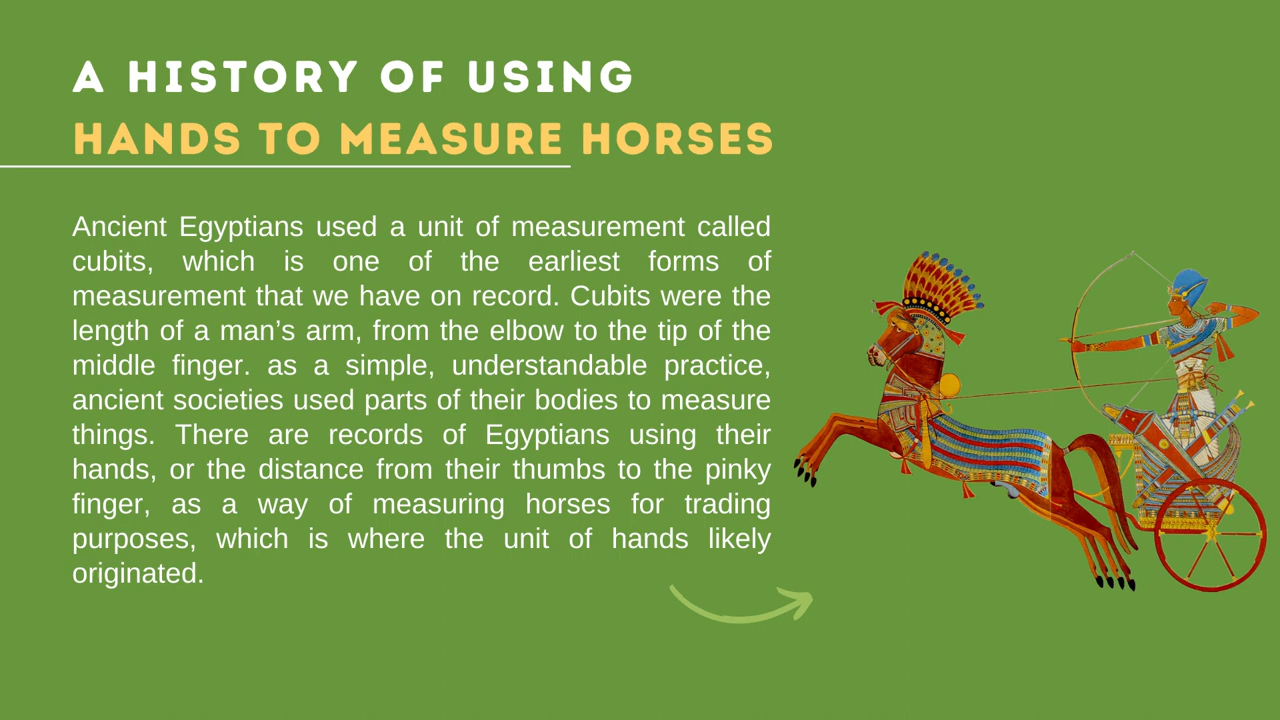 A HISTORY OF USING
HANDS TO MEASURE HORSES
Ancient Egyptians used a unit of measurement called
cubits, which is one of the earliest forms of
measurement that we have on record. Cubits were the
length of a man’s arm, from the elbow to the tip of the
middle finger. as a simple, understandable practice,
ancient societies used parts of their bodies to measure
things. There are records of Egyptians using their
hands, or the distance from their thumbs to the pinky
finger, as a way of measuring horses for trading
purposes, which is where the unit of hands likely
originated.